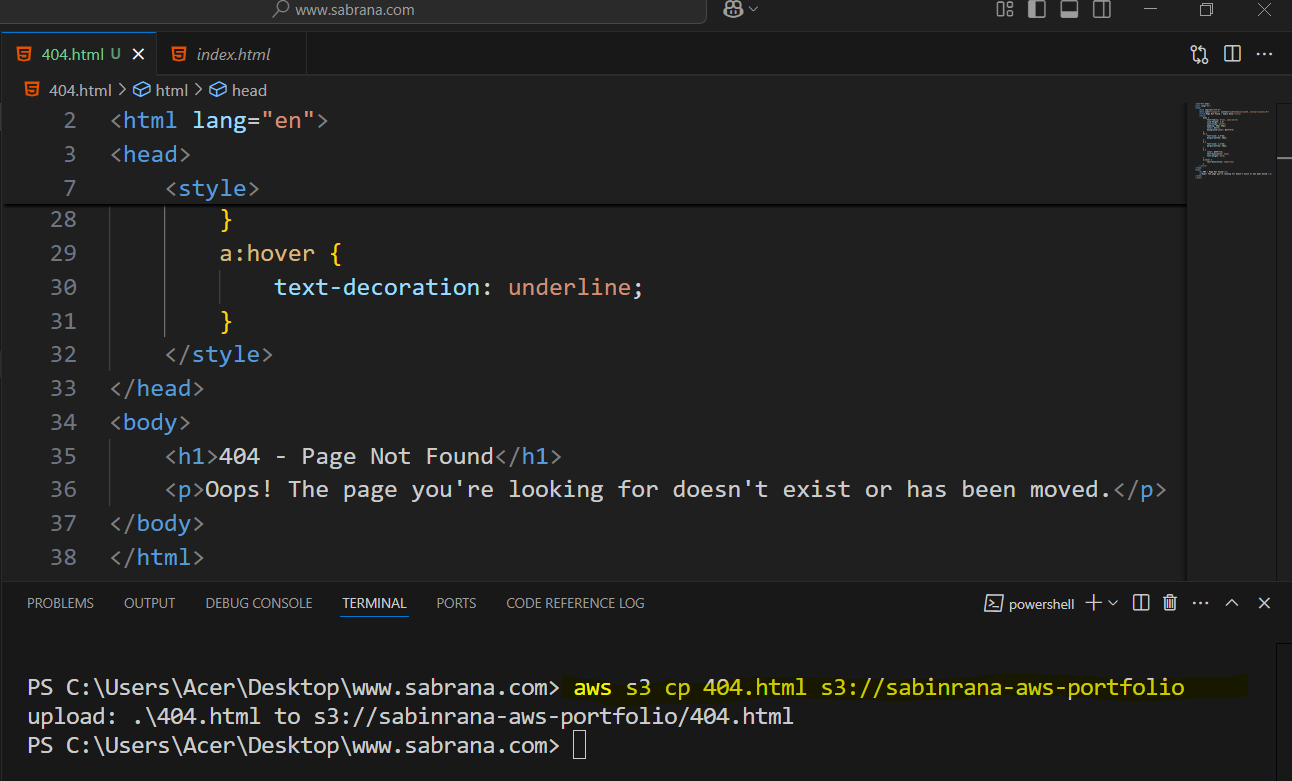 www.sabrana.com
404.html U index.html
404.html > html > head
2 <html lang="en">
3 <head>
7 <style>
28 }
29 a:hover {
30 text-decoration: underline;
31 }
32 </style>
33 </head>
34 <body>
35 <h1>404 - Page Not Found</h1>
36 <p>Oops! The page you're looking for doesn't exist or has been moved.</p>
37 </body>
38 </html>
PROBLEMS OUTPUT DEBUG CONSOLE TERMINAL PORTS CODE REFERENCE LOG powershell
PS C:\Users\Acer\Desktop\www.sabrana.com> aws s3 cp 404.html s3://sabinrana-aws-portfolio
upload: .\404.html to s3://sabinrana-aws-portfolio/404.html
PS C:\Users\Acer\Desktop\www.sabrana.com>